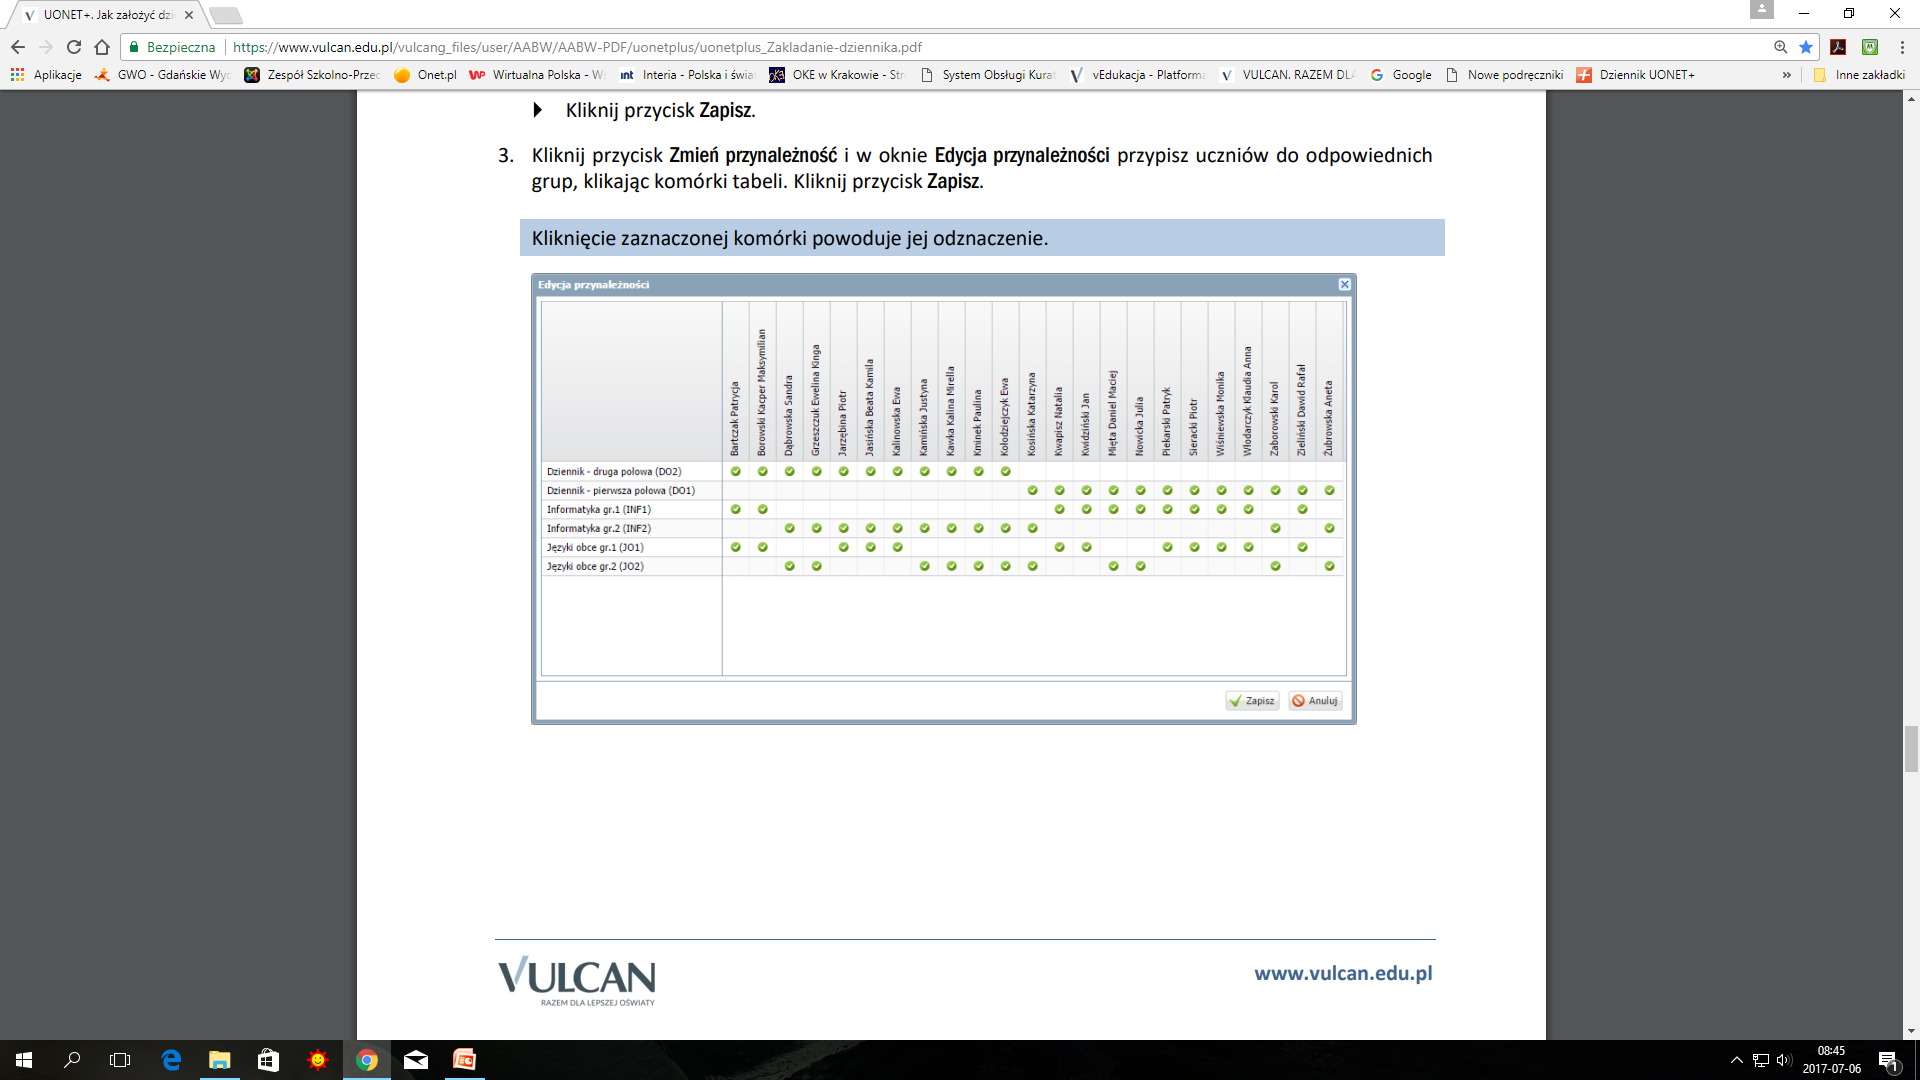 UONET+. Jak założyć dzi
Bezpieczna
https://www.vulcan.edu.pl/vulcang_files/user/AABW/AABW-PDF/uonetplus/uonetplus_Zakladanie-dziennika.pdf
Aplikacje
GWO - Gdańskie Wyd
Zespół Szkolno-Przed
Onet.pl
Wirtualna Polska - W
Interia - Polska i świat
OKE w Krakowie - Str
System Obsługi Kurat
vEdukacja - Platforma
VULCAN. RAZEM DLA
Google
Nowe podręczniki
Dziennik UONET+
»
Inne zakładki
Kliknij przycisk Zapisz.
3. Kliknij przycisk Zmień przynależność i w oknie Edycja przynależności przypisz uczniów do odpowiednich
grup, klikając komórki tabeli. Kliknij przycisk Zapisz.
Kliknięcie zaznaczonej komórki powoduje jej odznaczenie.
Edycja przynależności
Bartczak Patrycja
Borowski Kacper Maksymilian
Dąbrowska Sandra
Grzeszczuk Ewelina Kinga
Jarzębina Piotr
Jasińska Beata Kamila
Kalinowska Ewa
Kamińska Justyna
Kawka Kalina Mirella
Kminek Paulina
Kołodziejczyk Ewa
Kosińska Katarzyna
Kwapisz Natalia
Kwidziński Jan
Mięta Daniel Maciej
Nowicka Julia
Piekarski Patryk
Sieracki Piotr
Wiśniewska Monika
Włodarczyk Klaudia Anna
Zaborowski Karol
Zieliński Dawid Rafał
Żubrowska Aneta
Dziennik - druga połowa (DO2)
Dziennik - pierwsza połowa (DO1)
Informatyka gr.1 (INF1)
Informatyka gr.2 (INF2)
Języki obce gr.1 (JO1)
Języki obce gr.2 (JO2)
Zapisz
Anuluj
VULCAN
RAZEM DLA LEPSZEJ OŚWIATY
www.vulcan.edu.pl
08:45
2017-07-06
1